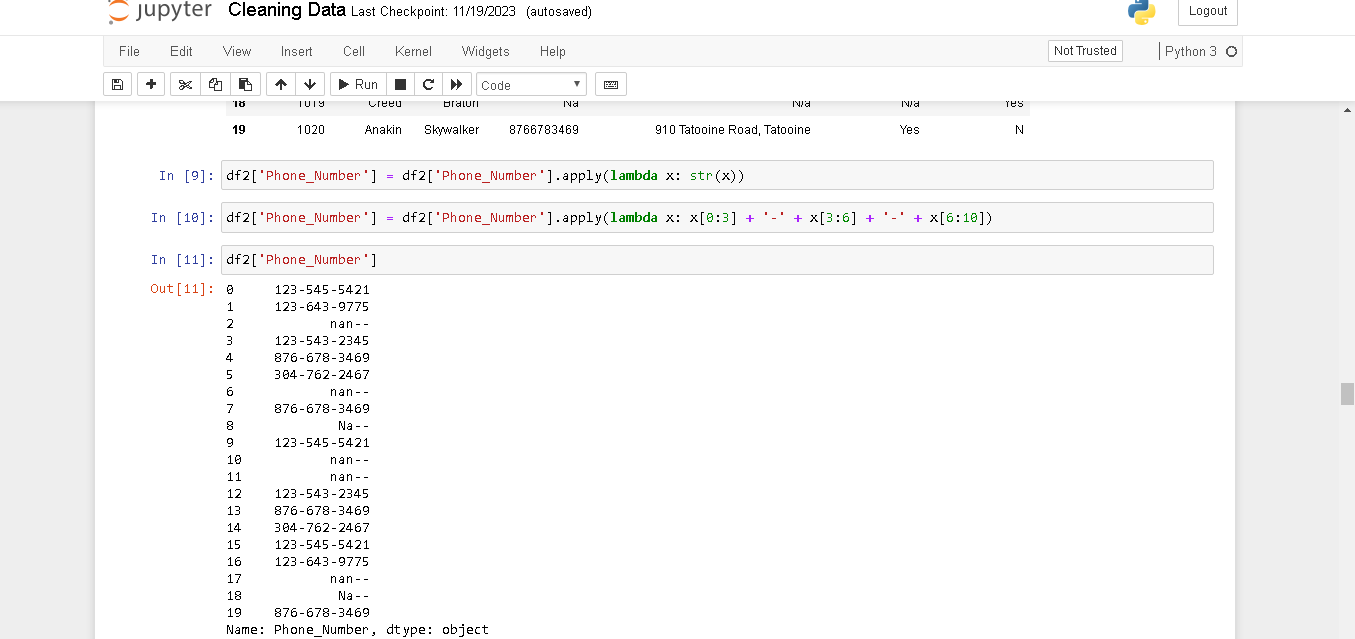 jupyter Cleaning Data Last Checkpoint: 11/19/2023 (autosaved) Logout
File Edit View Insert Cell Kernel Widgets Help Not Trusted Python 3
Run Code
18 1019 Creed Braton Na N/a N/a Yes
19 1020 Anakin Skywalker 8766783469 910 Tatooine Road, Tatooine Yes N
In [9]: df2['Phone_Number'] = df2['Phone_Number'].apply(lambda x: str(x))
In [10]: df2['Phone_Number'] = df2['Phone_Number'].apply(lambda x: x[0:3] + '-' + x[3:6] + '-' + x[6:10])
In [11]: df2['Phone_Number']
Out[11]: 0 123-545-5421
1 123-643-9775
2 nan--
3 123-543-2345
4 876-678-3469
5 304-762-2467
6 nan--
7 876-678-3469
8 Na--
9 123-545-5421
10 nan--
11 nan--
12 123-543-2345
13 876-678-3469
14 304-762-2467
15 123-545-5421
16 123-643-9775
17 nan--
18 Na--
19 876-678-3469
Name: Phone_Number, dtype: object